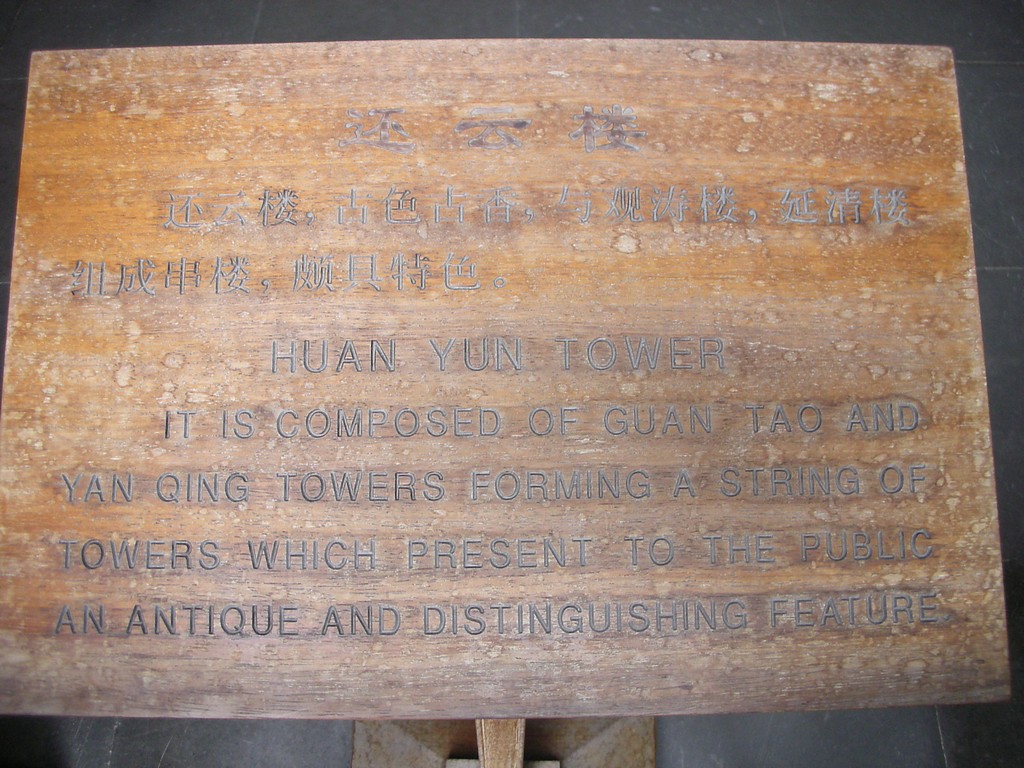 还云楼
还云楼，古色古香，与观涛楼，延清楼
组成串楼，颇具特色。
HUAN YUN TOWER
IT IS COMPOSED OF GUAN TAO AND
YAN QING TOWERS FORMING A STRING OF
TOWERS WHICH PRESENT TO THE PUBLIC
AN ANTIQUE AND DISTINGUISHING FEATURE.